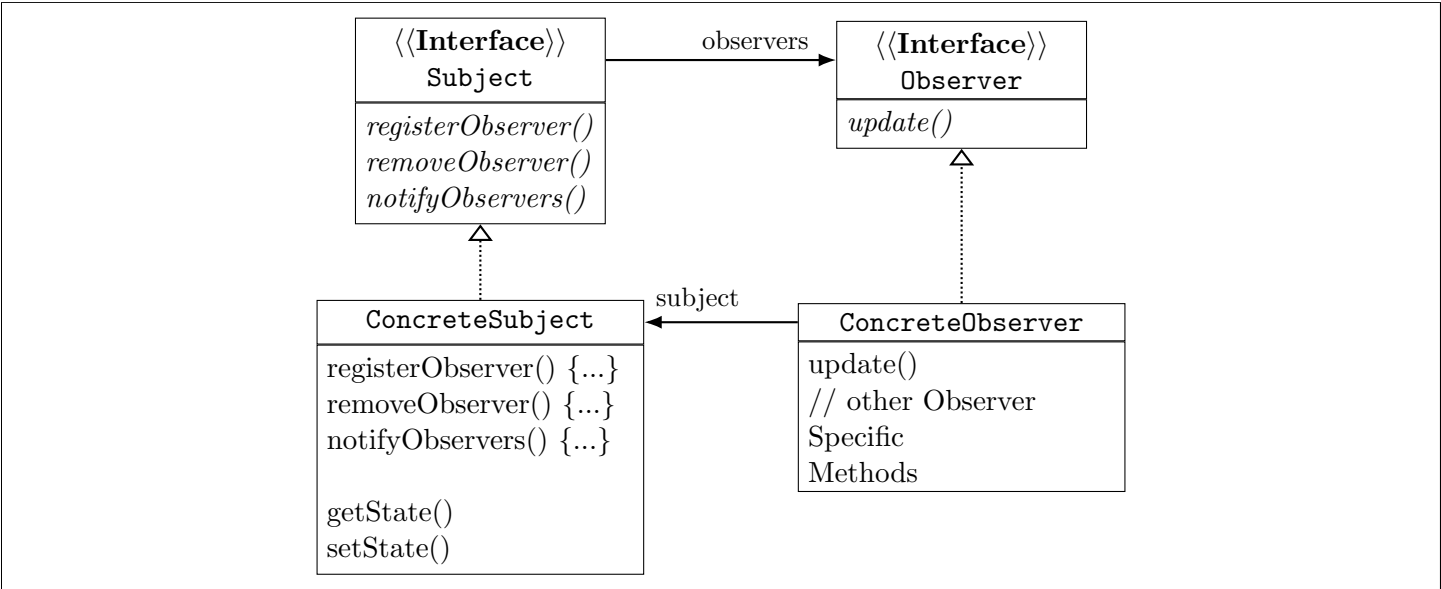 ⟨⟨Interface⟩⟩
Subject
registerObserver()
removeObserver()
notifyObservers()
observers
⟨⟨Interface⟩⟩
Observer
update()
ConcreteSubject
registerObserver() {...}
removeObserver() {...}
notifyObservers() {...}
getState()
setState()
subject
ConcreteObserver
update()
// other Observer
Specific
Methods